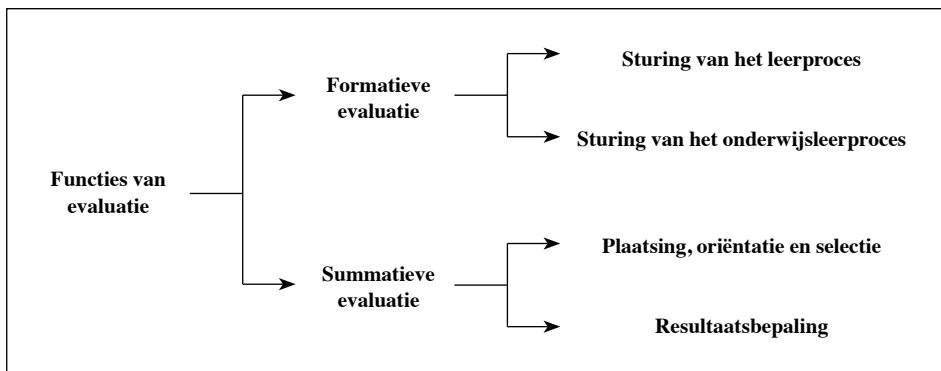 Functies van
evaluatie
Formatieve
evaluatie
Sturing van het leerproces
Sturing van het onderwijsleerproces
Summatieve
evaluatie
Plaatsing, oriëntatie en selectie
Resultaatsbepaling